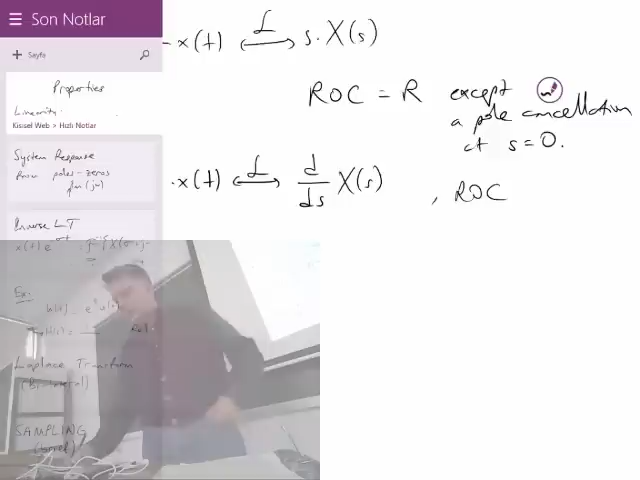 Son Notlar
Sayfa
Properties
Linearity
Kisisel Web > Hızlı Notlar
System Response
from poles-zeros
Inverse LT
Ex:
Laplace Transform
(Bilateral)
SAMPLING
x(t) ⟷ s. X(s)
ROC = R except
a pole cancellation
at s=0.
x(t) ⟷ d/ds X(s) , ROC